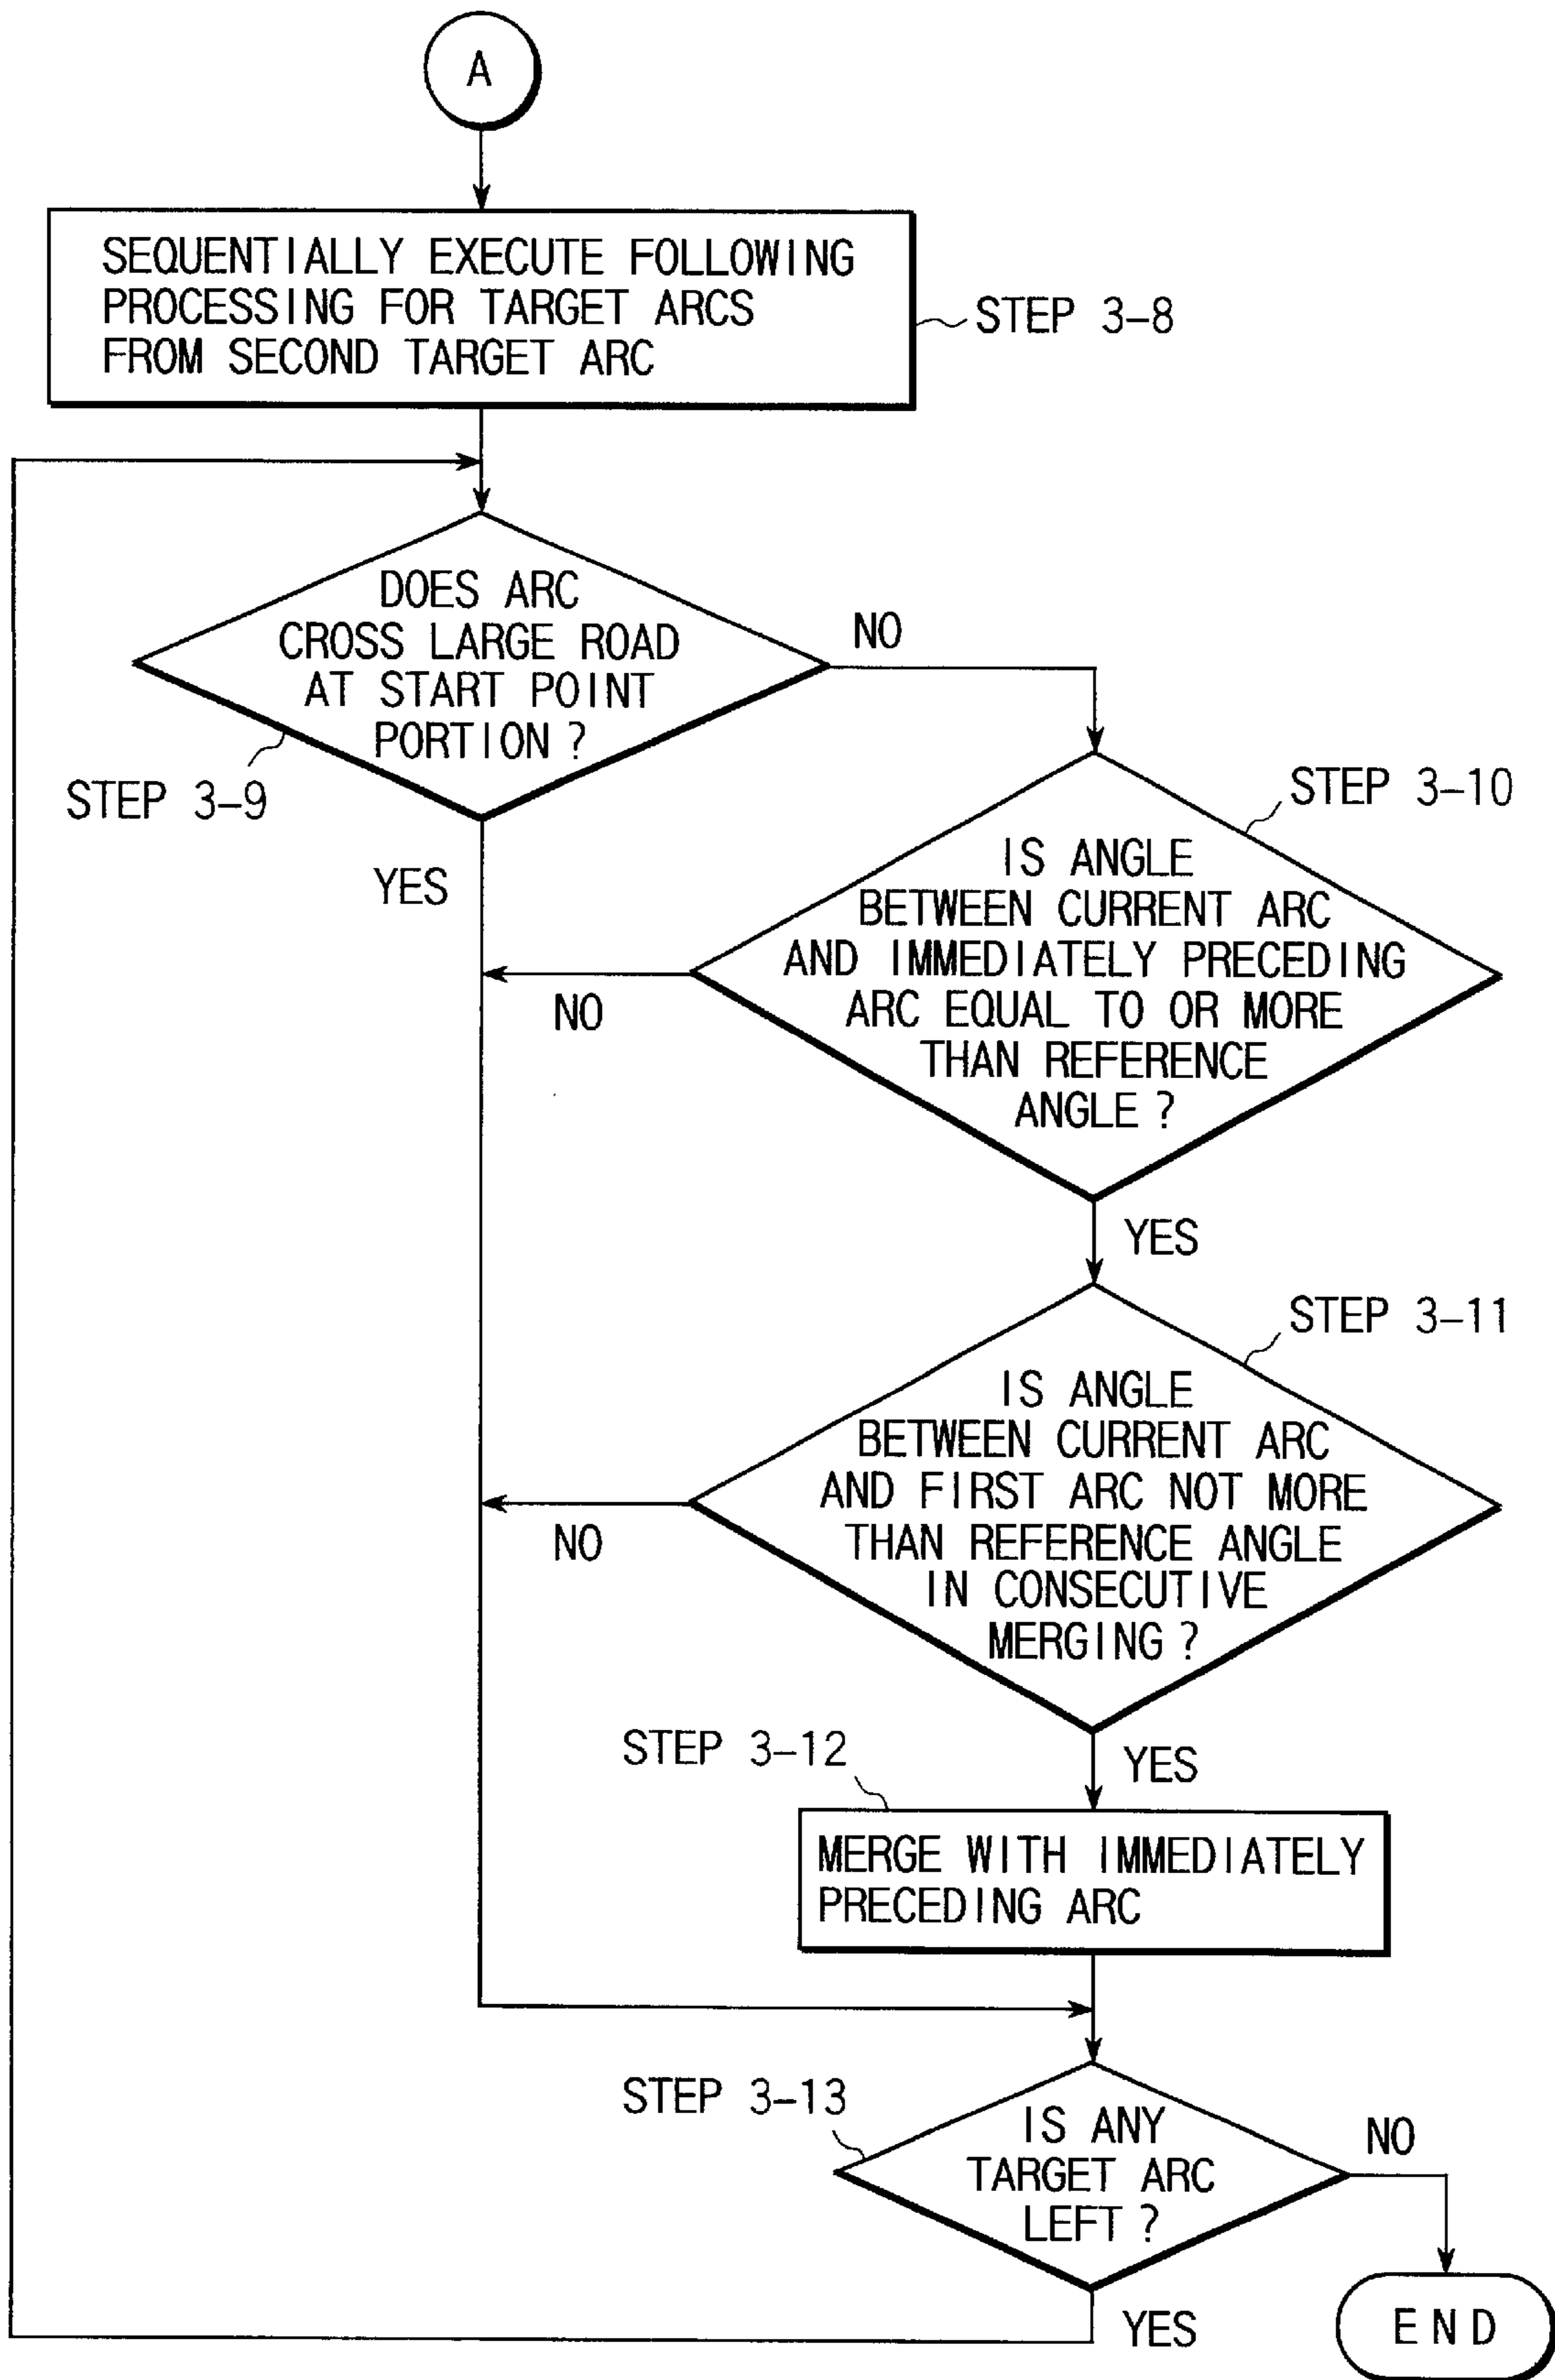 A
SEQUENTIALLY EXECUTE FOLLOWING
PROCESSING FOR TARGET ARCS
FROM SECOND TARGET ARC
STEP 3-8
DOES ARC
CROSS LARGE ROAD
AT START POINT
PORTION ?
NO
STEP 3-9
YES
STEP 3-10
IS ANGLE
BETWEEN CURRENT ARC
AND IMMEDIATELY PRECEDING
ARC EQUAL TO OR MORE
THAN REFERENCE
ANGLE ?
NO
YES
STEP 3-11
IS ANGLE
BETWEEN CURRENT ARC
AND FIRST ARC NOT MORE
THAN REFERENCE ANGLE
IN CONSECUTIVE
MERGING ?
NO
YES
STEP 3-12
MERGE WITH IMMEDIATELY
PRECEDING ARC
STEP 3-13
IS ANY
TARGET ARC
LEFT ?
NO
YES
END